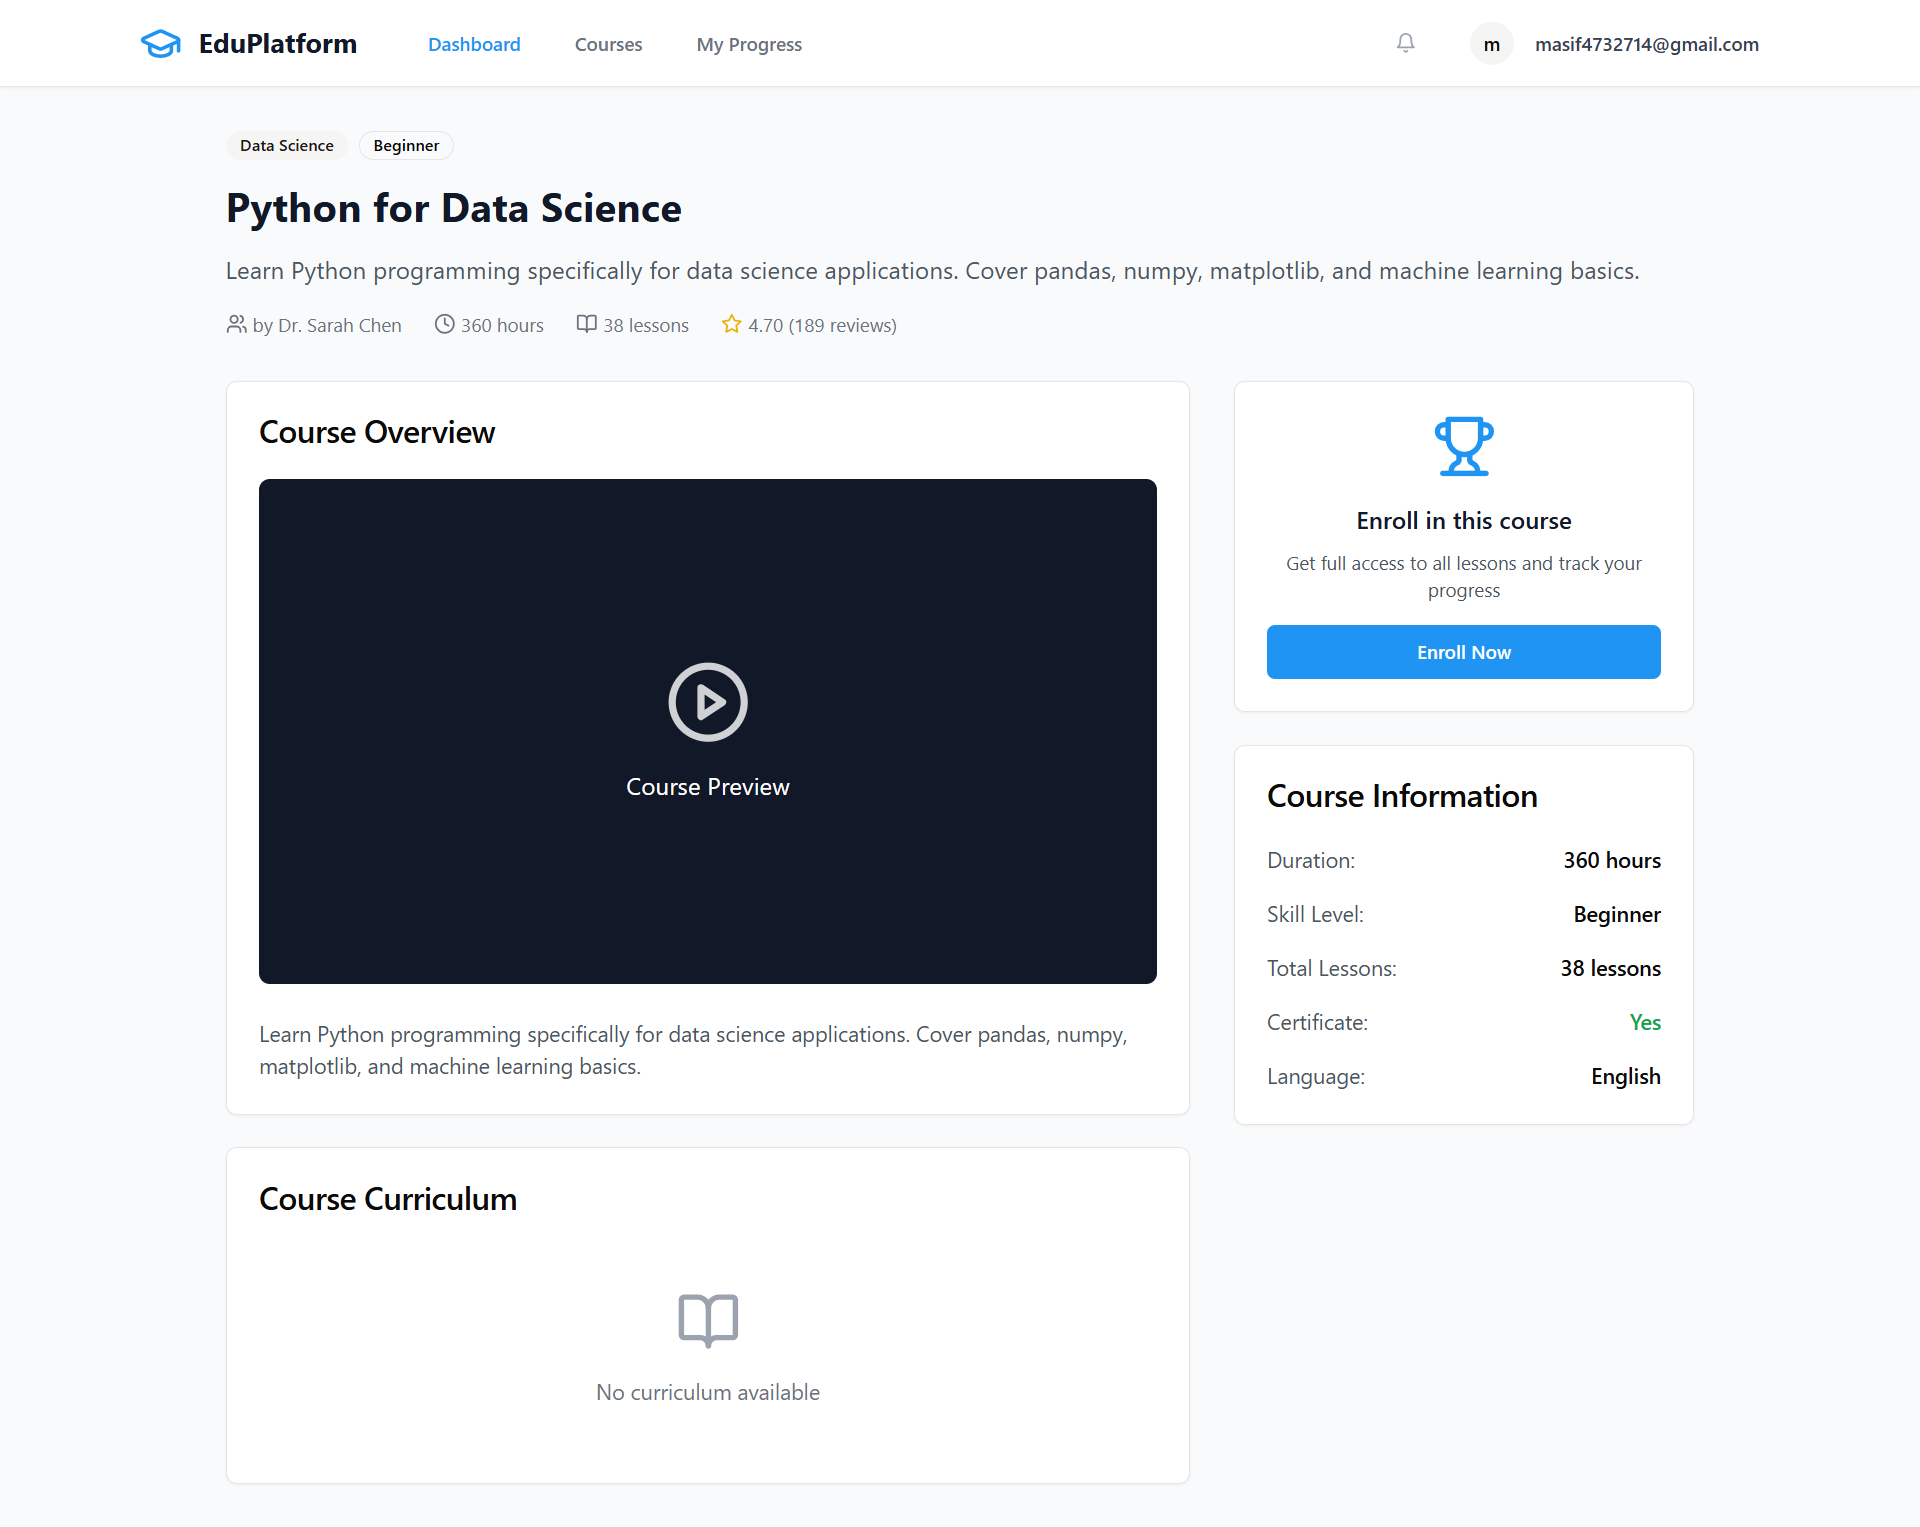 EduPlatform
Dashboard
Courses
My Progress
m
masif4732714@gmail.com
Data Science
Beginner
Python for Data Science
Learn Python programming specifically for data science applications. Cover pandas, numpy, matplotlib, and machine learning basics.
by Dr. Sarah Chen
360 hours
38 lessons
4.70 (189 reviews)
Course Overview
Course Preview
Learn Python programming specifically for data science applications. Cover pandas, numpy,
matplotlib, and machine learning basics.
Course Curriculum
No curriculum available
Enroll in this course
Get full access to all lessons and track your
progress
Enroll Now
Course Information
Duration: 360 hours
Skill Level: Beginner
Total Lessons: 38 lessons
Certificate: Yes
Language: English